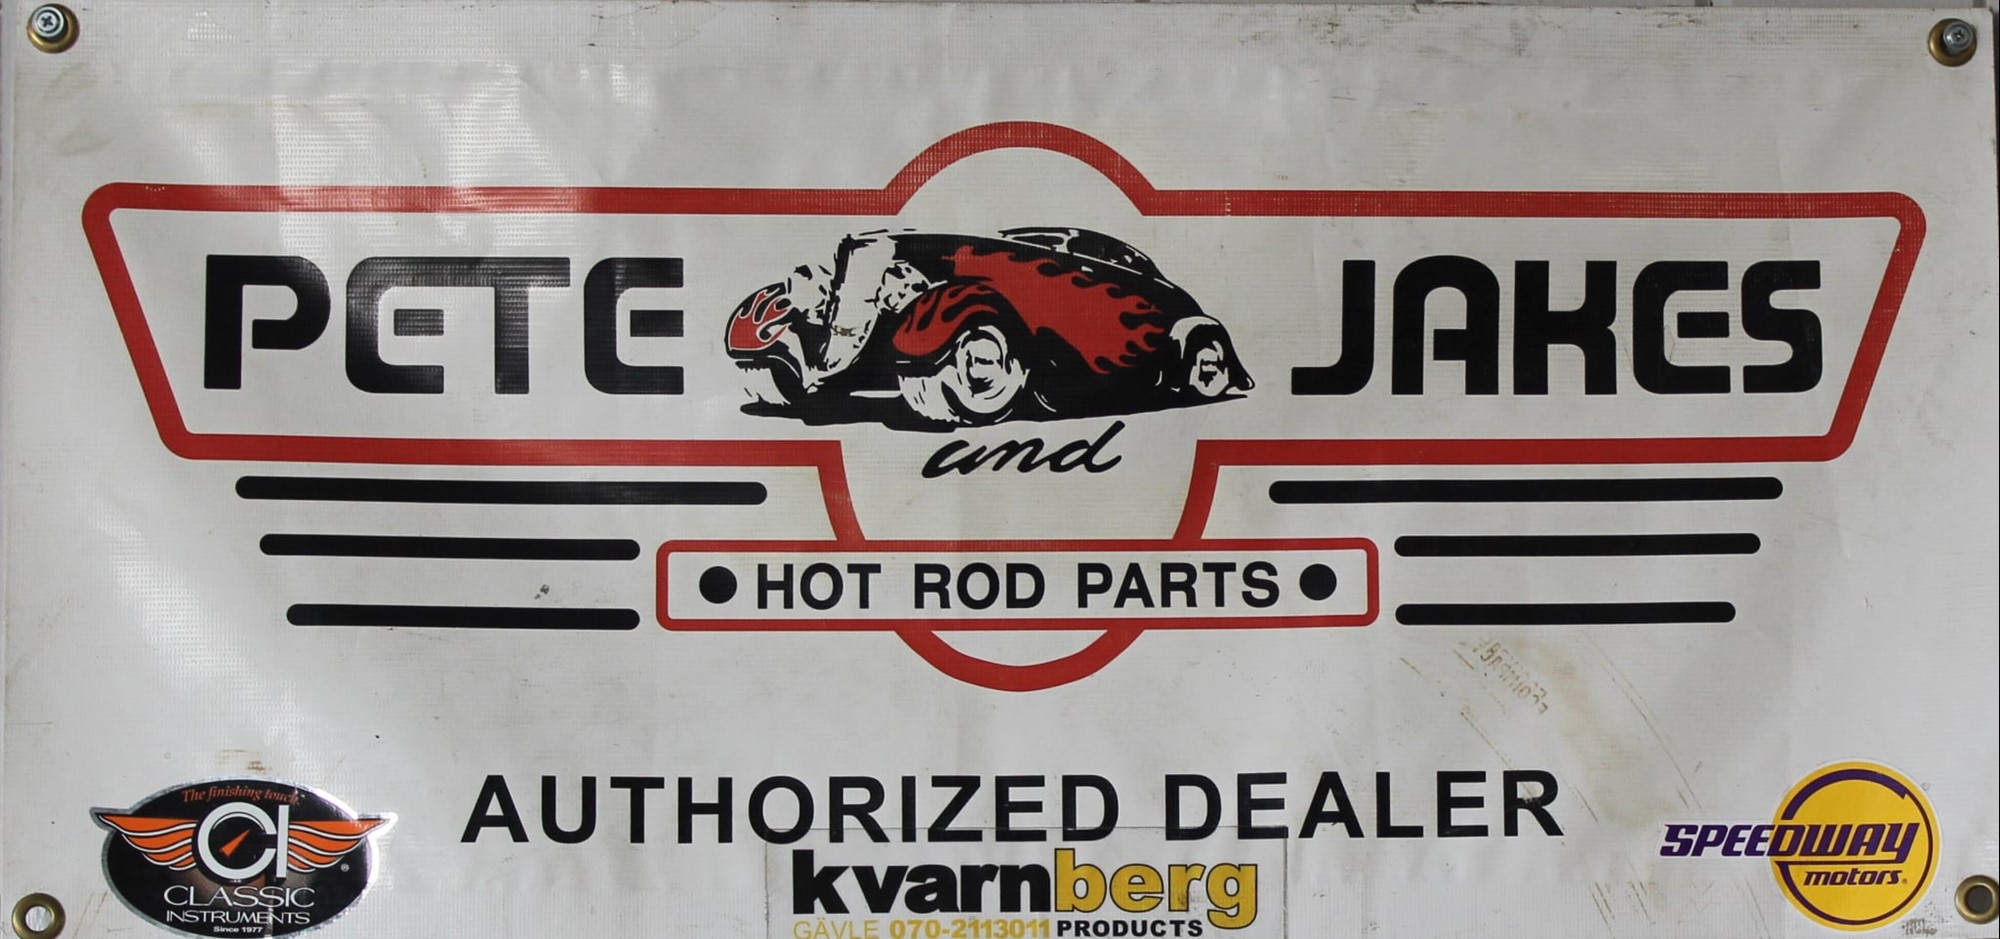 PETE and JAKES
HOT ROD PARTS
AUTHORIZED DEALER
The finishing touch.
CI
CLASSIC
INSTRUMENTS
Since 1977
kvarnberg
GÄVLE 070-2113011 PRODUCTS
SPEEDWAY
motors